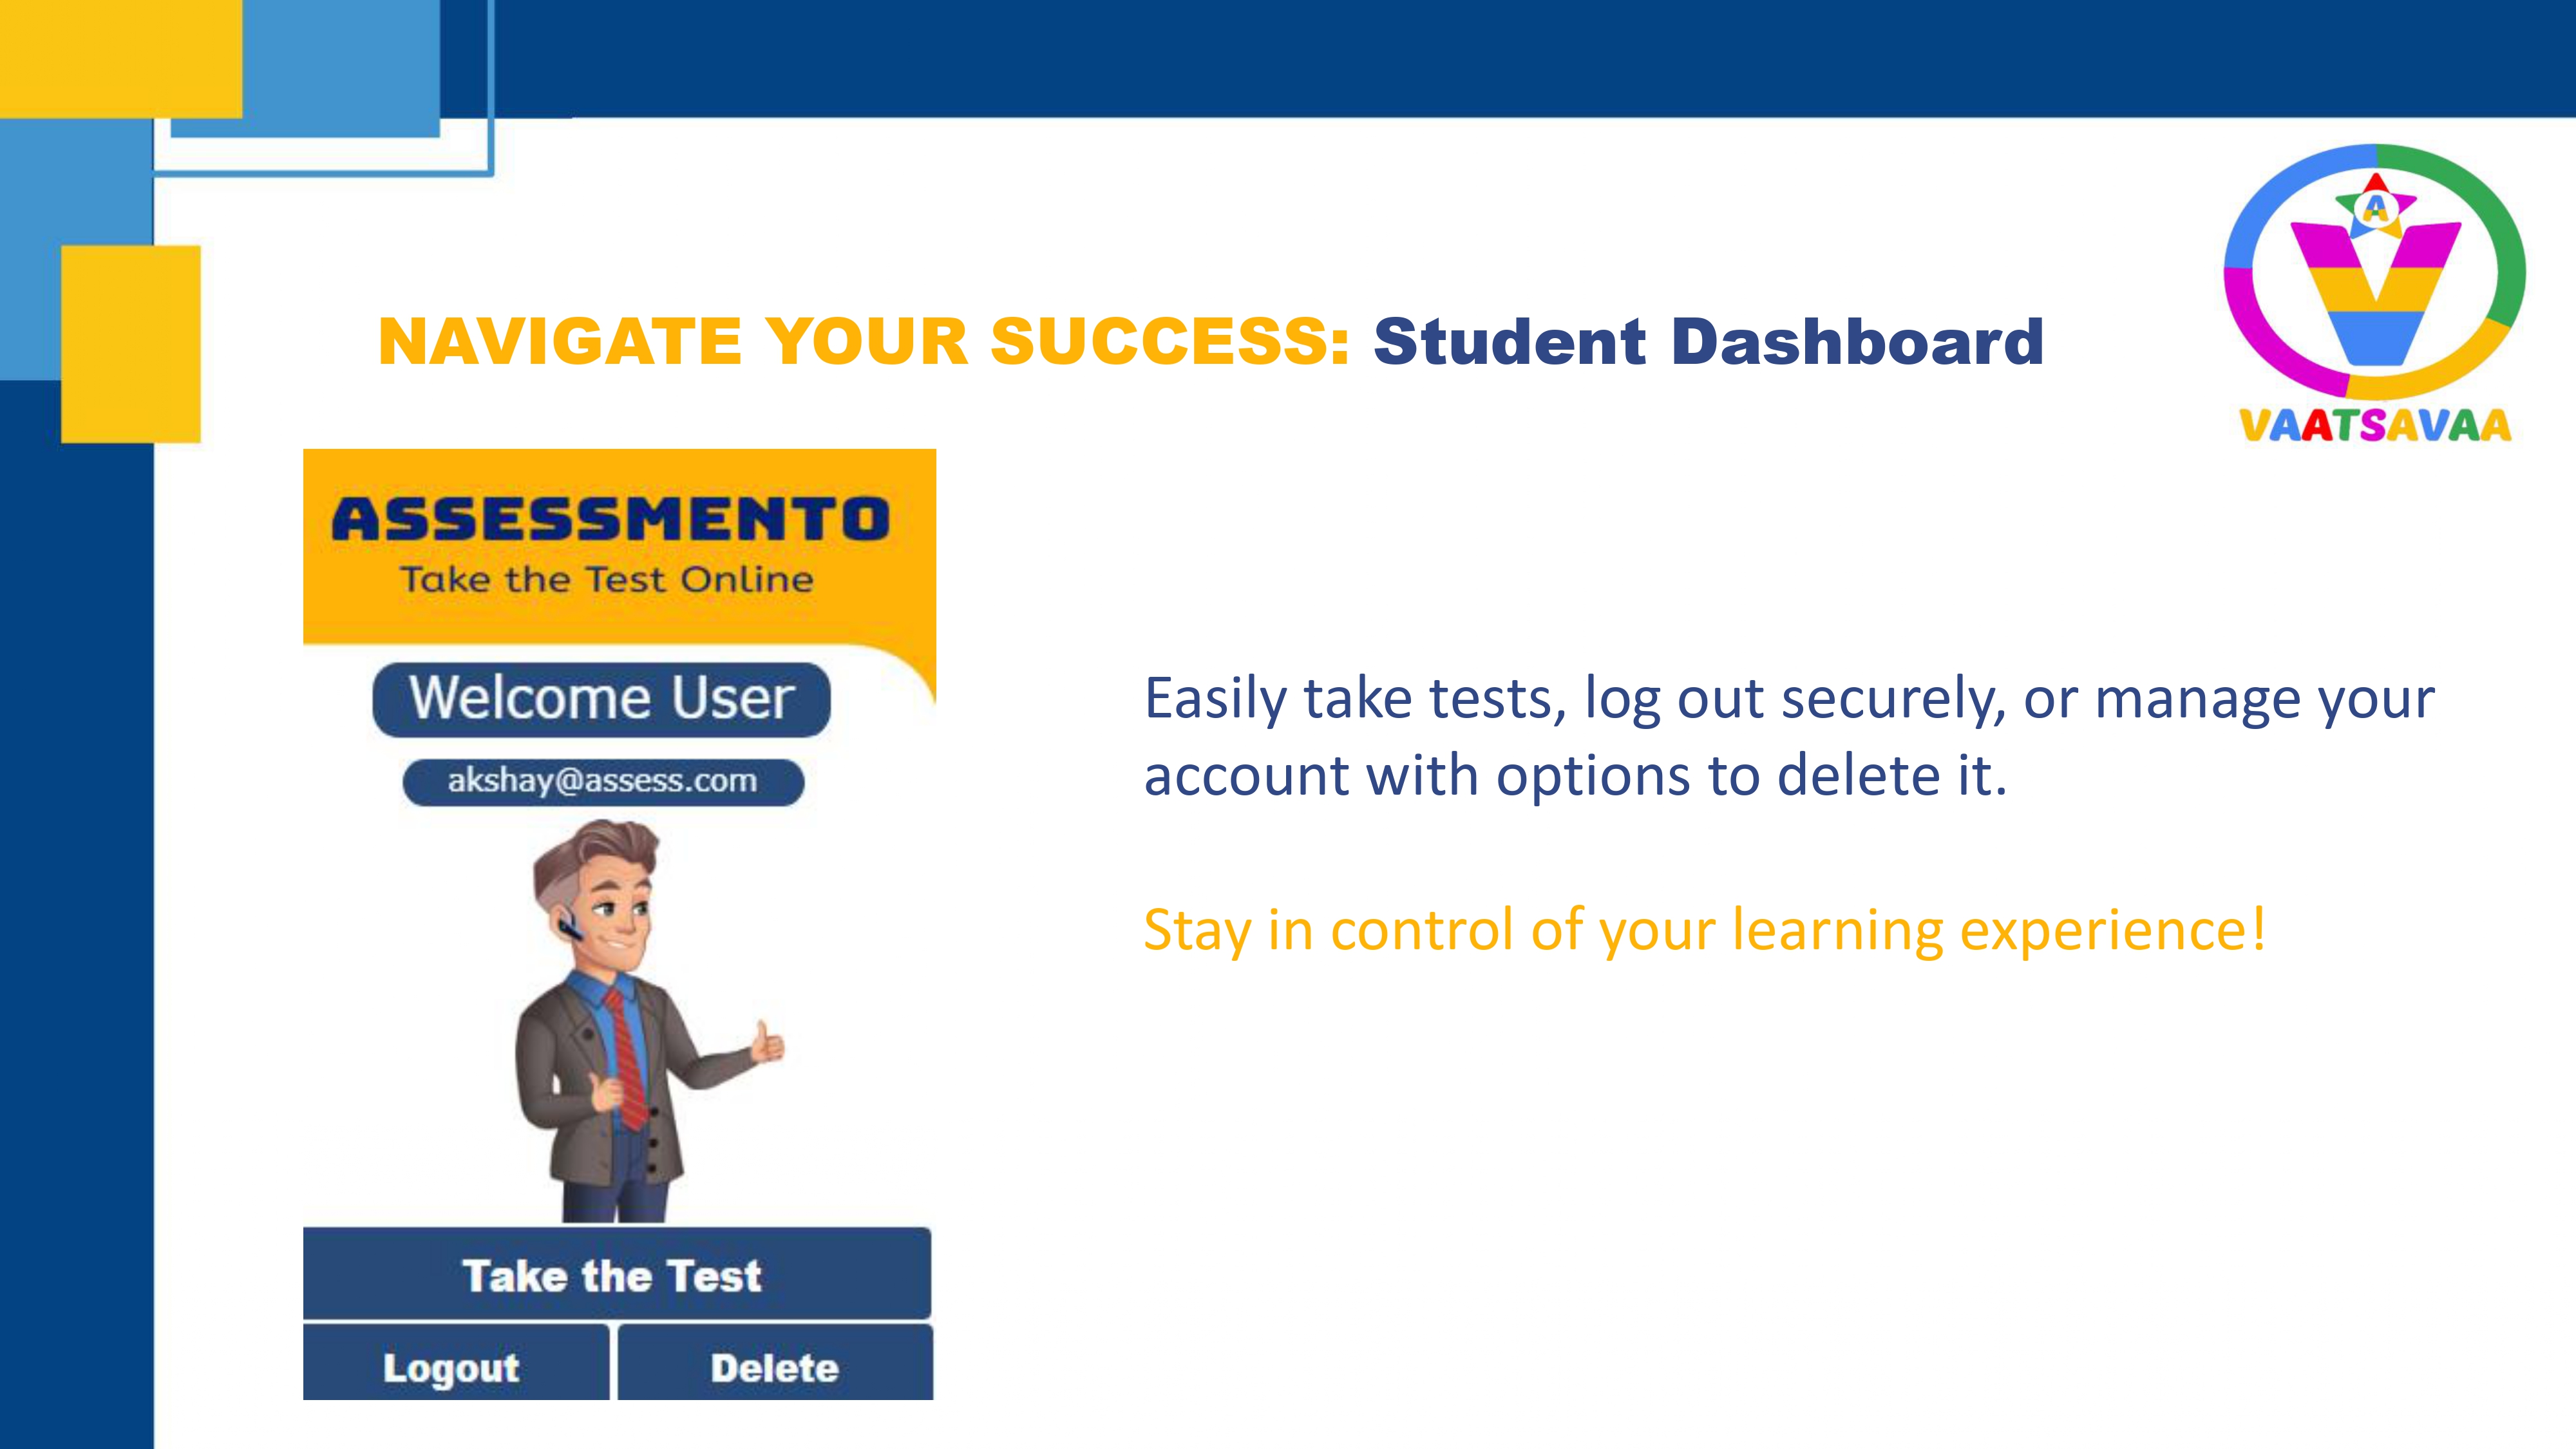 NAVIGATE YOUR SUCCESS: Student Dashboard
A
VAATSAVAA
ASSESSMENTO
Take the Test Online
Welcome User
akshay@assess.com
Take the Test
Logout
Delete
Easily take tests, log out securely, or manage your
account with options to delete it.
Stay in control of your learning experience!